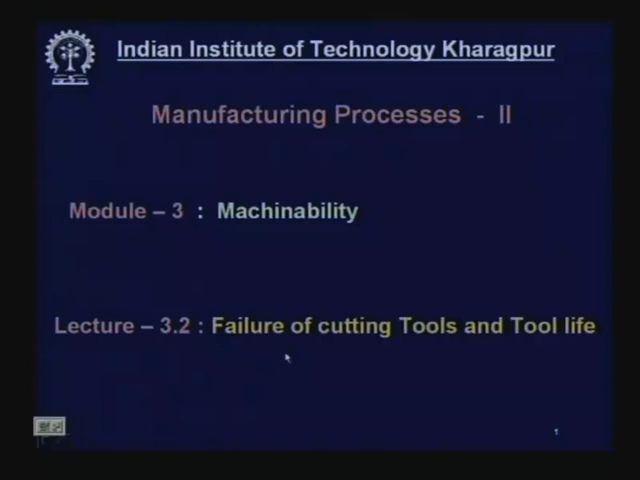 Indian Institute of Technology Kharagpur
Manufacturing Processes - II
Module – 3 : Machinability
Lecture – 3.2 : Failure of cutting Tools and Tool life
1